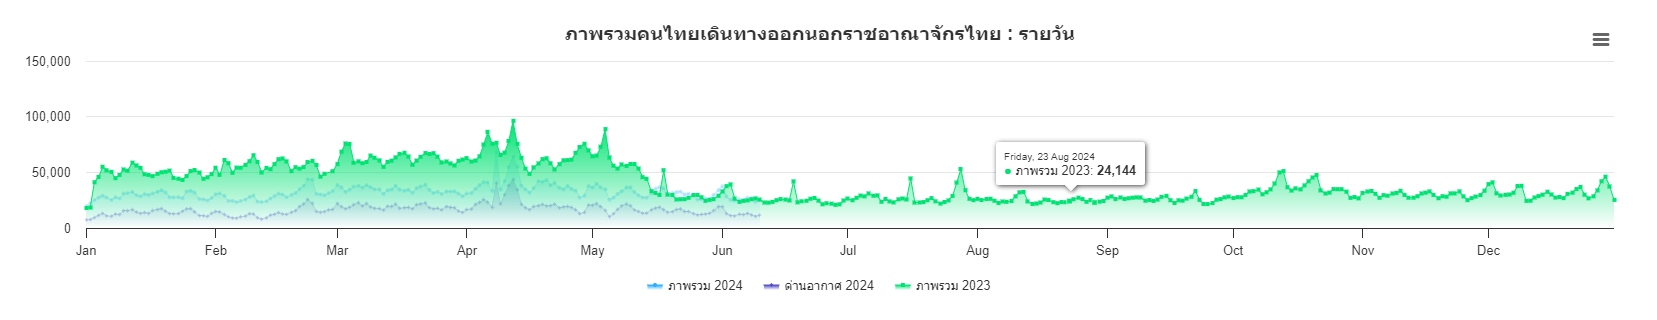 ภาพรวมคนไทยเดินทางออกนอกราชอาณาจักรไทย : รายวัน
150,000
100,000
50,000
0
Friday, 23 Aug 2024
ภาพรวม 2023: 24,144
Jan Feb Mar Apr May Jun Jul Aug Sep Oct Nov Dec
ภาพรวม 2024 ด่านอากาศ 2024 ภาพรวม 2023